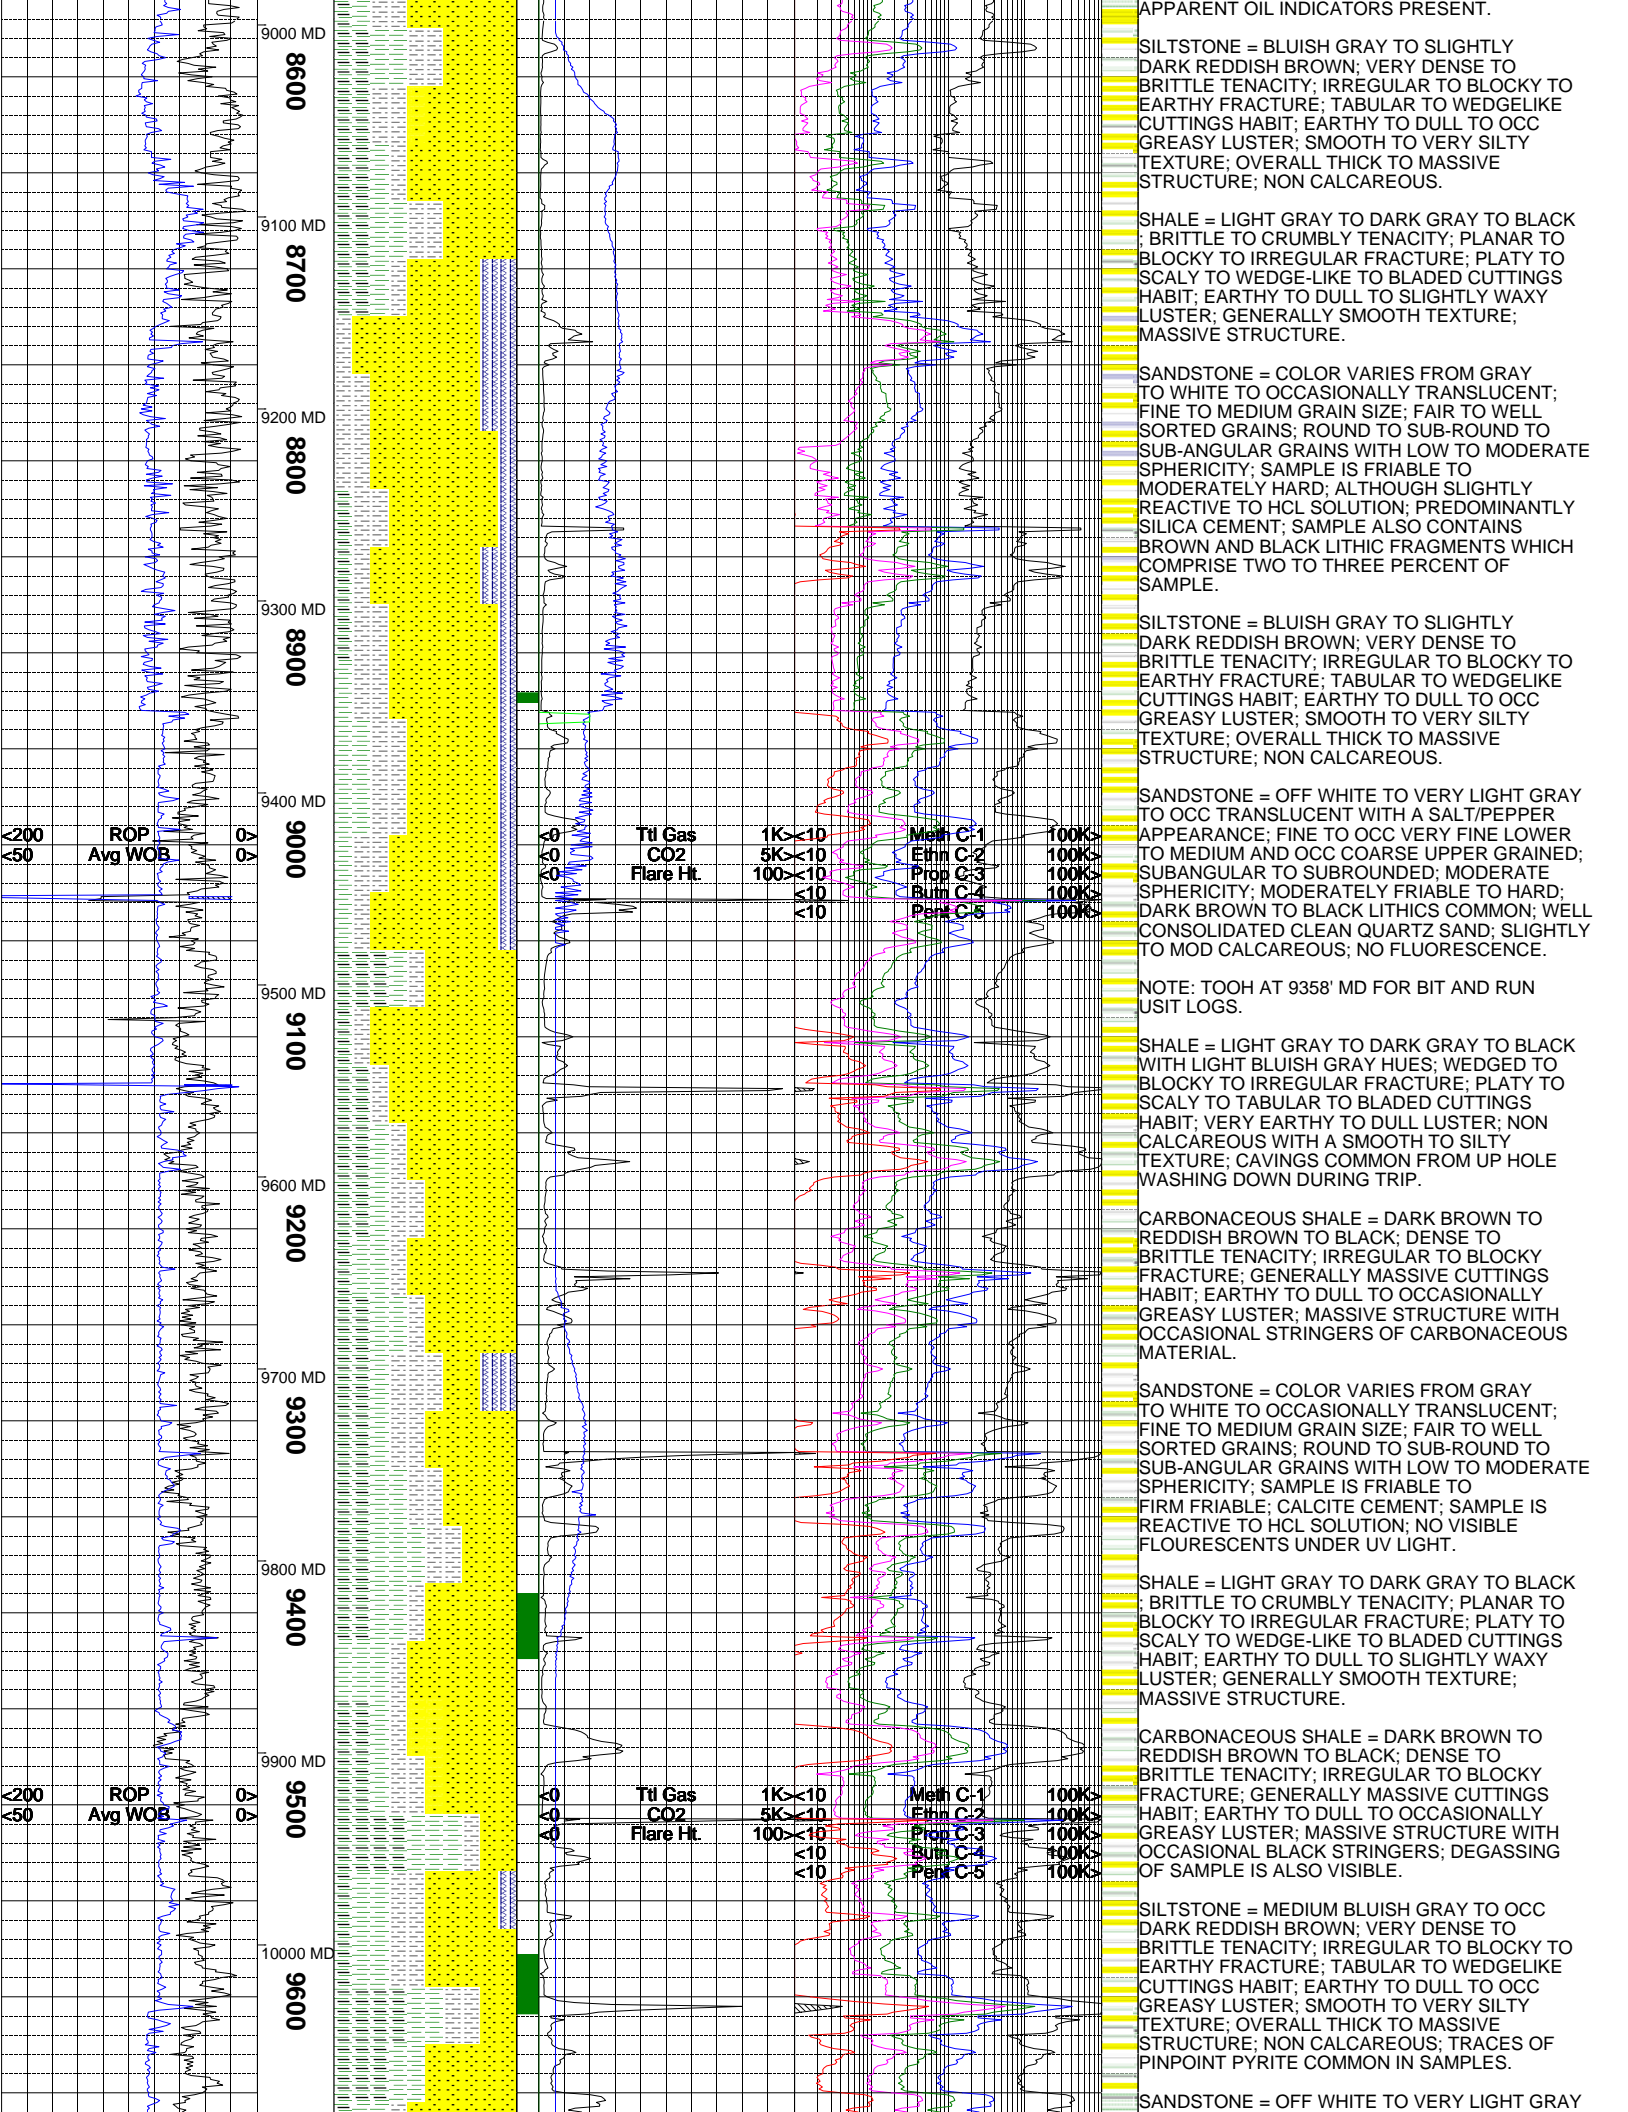 APPARENT OIL INDICATORS PRESENT.
SILTSTONE = BLUISH GRAY TO SLIGHTLY
DARK REDDISH BROWN; VERY DENSE TO
BRITTLE TENACITY; IRREGULAR TO BLOCKY TO
EARTHY FRACTURE; TABULAR TO WEDGELIKE
CUTTINGS HABIT; EARTHY TO DULL TO OCC
GREASY LUSTER; SMOOTH TO VERY SILTY
TEXTURE; OVERALL THICK TO MASSIVE
STRUCTURE; NON CALCAREOUS.
SHALE = LIGHT GRAY TO DARK GRAY TO BLACK
; BRITTLE TO CRUMBLY TENACITY; PLANAR TO
BLOCKY TO IRREGULAR FRACTURE; PLATY TO
SCALY TO WEDGE-LIKE TO BLADED CUTTINGS
HABIT; EARTHY TO DULL TO SLIGHTLY WAXY
LUSTER; GENERALLY SMOOTH TEXTURE;
MASSIVE STRUCTURE.
SANDSTONE = COLOR VARIES FROM GRAY
TO WHITE TO OCCASIONALLY TRANSLUCENT;
FINE TO MEDIUM GRAIN SIZE; FAIR TO WELL
SORTED GRAINS; ROUND TO SUB-ROUND TO
SUB-ANGULAR GRAINS WITH LOW TO MODERATE
SPHERICITY; SAMPLE IS FRIABLE TO
MODERATELY HARD; ALTHOUGH SLIGHTLY
REACTIVE TO HCL SOLUTION; PREDOMINANTLY
SILICA CEMENT; SAMPLE ALSO CONTAINS
BROWN AND BLACK LITHIC FRAGMENTS WHICH
COMPRISE TWO TO THREE PERCENT OF
SAMPLE.
SILTSTONE = BLUISH GRAY TO SLIGHTLY
DARK REDDISH BROWN; VERY DENSE TO
BRITTLE TENACITY; IRREGULAR TO BLOCKY TO
EARTHY FRACTURE; TABULAR TO WEDGELIKE
CUTTINGS HABIT; EARTHY TO DULL TO OCC
GREASY LUSTER; SMOOTH TO VERY SILTY
TEXTURE; OVERALL THICK TO MASSIVE
STRUCTURE; NON CALCAREOUS.
SANDSTONE = OFF WHITE TO VERY LIGHT GRAY
TO OCC TRANSLUCENT WITH A SALT/PEPPER
APPEARANCE; FINE TO OCC VERY FINE LOWER
TO MEDIUM AND OCC COARSE UPPER GRAINED;
SUBANGULAR TO SUBROUNDED; MODERATE
SPHERICITY; MODERATELY FRIABLE TO HARD;
DARK BROWN TO BLACK LITHICS COMMON; WELL
CONSOLIDATED CLEAN QUARTZ SAND; SLIGHTLY
TO MOD CALCAREOUS; NO FLUORESCENCE.
NOTE: TOOH AT 9358' MD FOR BIT AND RUN
USIT LOGS.
SHALE = LIGHT GRAY TO DARK GRAY TO BLACK
WITH LIGHT BLUISH GRAY HUES; WEDGED TO
BLOCKY TO IRREGULAR FRACTURE; PLATY TO
SCALY TO TABULAR TO BLADED CUTTINGS
HABIT; VERY EARTHY TO DULL LUSTER; NON
CALCAREOUS WITH A SMOOTH TO SILTY
TEXTURE; CAVINGS COMMON FROM UP HOLE
WASHING DOWN DURING TRIP.
CARBONACEOUS SHALE = DARK BROWN TO
REDDISH BROWN TO BLACK; DENSE TO
BRITTLE TENACITY; IRREGULAR TO BLOCKY
FRACTURE; GENERALLY MASSIVE CUTTINGS
HABIT; EARTHY TO DULL TO OCCASIONALLY
GREASY LUSTER; MASSIVE STRUCTURE WITH
OCCASIONAL STRINGERS OF CARBONACEOUS
MATERIAL.
SANDSTONE = COLOR VARIES FROM GRAY
TO WHITE TO OCCASIONALLY TRANSLUCENT;
FINE TO MEDIUM GRAIN SIZE; FAIR TO WELL
SORTED GRAINS; ROUND TO SUB-ROUND TO
SUB-ANGULAR GRAINS WITH LOW TO MODERATE
SPHERICITY; SAMPLE IS FRIABLE TO
FIRM FRIABLE; CALCITE CEMENT; SAMPLE IS
REACTIVE TO HCL SOLUTION; NO VISIBLE
FLOURESCENTS UNDER UV LIGHT.
SHALE = LIGHT GRAY TO DARK GRAY TO BLACK
; BRITTLE TO CRUMBLY TENACITY; PLANAR TO
BLOCKY TO IRREGULAR FRACTURE; PLATY TO
SCALY TO WEDGE-LIKE TO BLADED CUTTINGS
HABIT; EARTHY TO DULL TO SLIGHTLY WAXY
LUSTER; GENERALLY SMOOTH TEXTURE;
MASSIVE STRUCTURE.
CARBONACEOUS SHALE = DARK BROWN TO
REDDISH BROWN TO BLACK; DENSE TO
BRITTLE TENACITY; IRREGULAR TO BLOCKY
FRACTURE; GENERALLY MASSIVE CUTTINGS
HABIT; EARTHY TO DULL TO OCCASIONALLY
GREASY LUSTER; MASSIVE STRUCTURE WITH
OCCASIONAL BLACK STRINGERS; DEGASSING
OF SAMPLE IS ALSO VISIBLE.
SILTSTONE = MEDIUM BLUISH GRAY TO OCC
DARK REDDISH BROWN; VERY DENSE TO
BRITTLE TENACITY; IRREGULAR TO BLOCKY TO
EARTHY FRACTURE; TABULAR TO WEDGELIKE
CUTTINGS HABIT; EARTHY TO DULL TO OCC
GREASY LUSTER; SMOOTH TO VERY SILTY
TEXTURE; OVERALL THICK TO MASSIVE
STRUCTURE; NON CALCAREOUS; TRACES OF
PINPOINT PYRITE COMMON IN SAMPLES.
SANDSTONE = OFF WHITE TO VERY LIGHT GRAY
9000 MD
8600
9100 MD
8700
9200 MD
8800
9300 MD
8900
9400 MD
9000
9500 MD
9100
9600 MD
9200
9700 MD
9300
9800 MD
9400
9900 MD
9500
10000 MD
9600
<200 ROP 0>
<50 Avg WOB 0>
<0 Ttl Gas 1K>
<0 CO2 5K>
<0 Flare Ht. 100>
<10 Meth C-1 100K>
<10 Ethn C-2 100K>
<10 Prop C-3 100K>
<10 Butn C-4 100K>
<10 Pent C-5 100K>
<200 ROP 0>
<50 Avg WOB 0>
<0 Ttl Gas 1K>
<0 CO2 5K>
<0 Flare Ht. 100>
<10 Meth C-1 100K>
<10 Ethn C-2 100K>
<10 Prop C-3 100K>
<10 Butn C-4 100K>
<10 Pent C-5 100K>